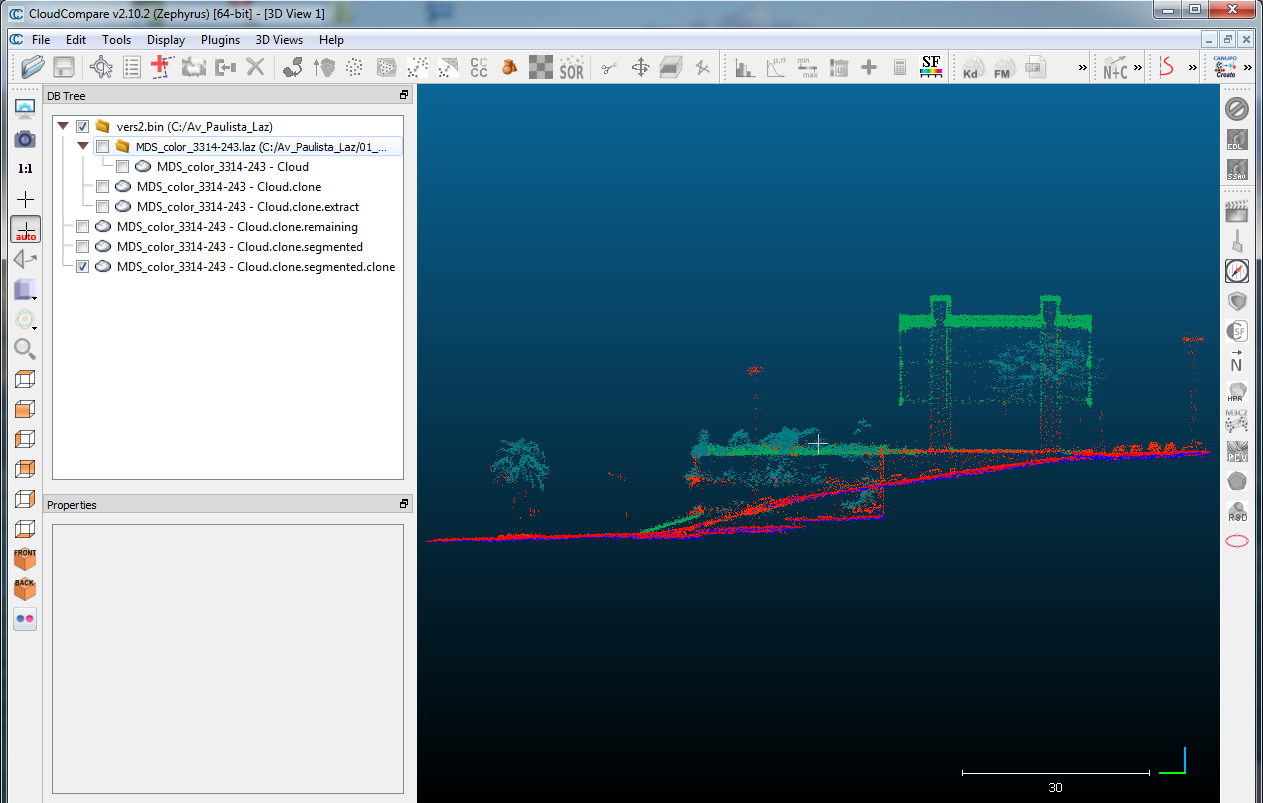 CloudCompare v2.10.2 (Zephyrus) [64-bit] - [3D View 1]
File Edit Tools Display Plugins 3D Views Help
CC
CC
SOR
μ,σ
min
max
SF
Kd
FM
»
N+C
»
»
CANUPO
Create
»
DB Tree
vers2.bin (C:/Av_Paulista_Laz)
MDS_color_3314-243.laz (C:/Av_Paulista_Laz/01_...
MDS_color_3314-243 - Cloud
MDS_color_3314-243 - Cloud.clone
MDS_color_3314-243 - Cloud.clone.extract
MDS_color_3314-243 - Cloud.clone.remaining
MDS_color_3314-243 - Cloud.clone.segmented
MDS_color_3314-243 - Cloud.clone.segmented.clone
Properties
1:1
auto
FRONT
BACK
EDL
SSAO
SF
N
HPR
M3C2
PCV
RSD
30